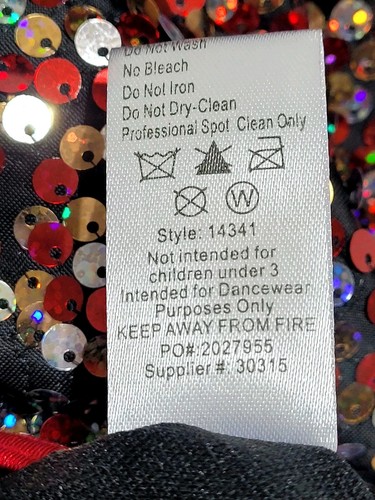 Do Not Wash
No Bleach
Do Not Iron
Do Not Dry-Clean
Professional Spot Clean Only
W
Style: 14341
Not intended for
children under 3
Intended for Dancewear
Purposes Only
KEEP AWAY FROM FIRE
PO#:2027955
Supplier #: 30315